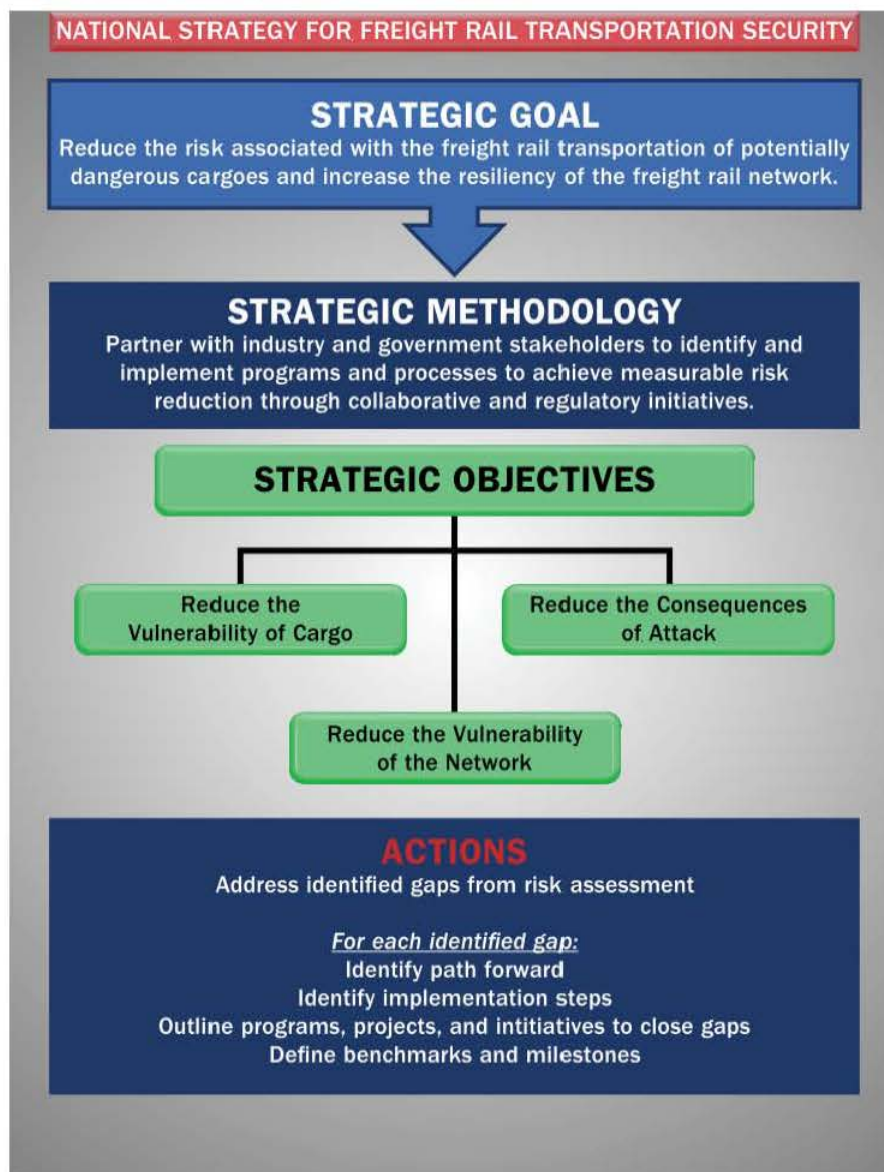 NATIONAL STRATEGY FOR FREIGHT RAIL TRANSPORTATION SECURITY
STRATEGIC GOAL
Reduce the risk associated with the freight rail transportation of potentially
dangerous cargoes and increase the resiliency of the freight rail network.
STRATEGIC METHODOLOGY
Partner with industry and government stakeholders to identify and
implement programs and processes to achieve measurable risk
reduction through collaborative and regulatory initiatives.
STRATEGIC OBJECTIVES
Reduce the
Vulnerability of Cargo
Reduce the Consequences
of Attack
Reduce the Vulnerability
of the Network
ACTIONS
Address identified gaps from risk assessment
For each identified gap:
Identify path forward
Identify implementation steps
Outline programs, projects, and intitiatives to close gaps
Define benchmarks and milestones